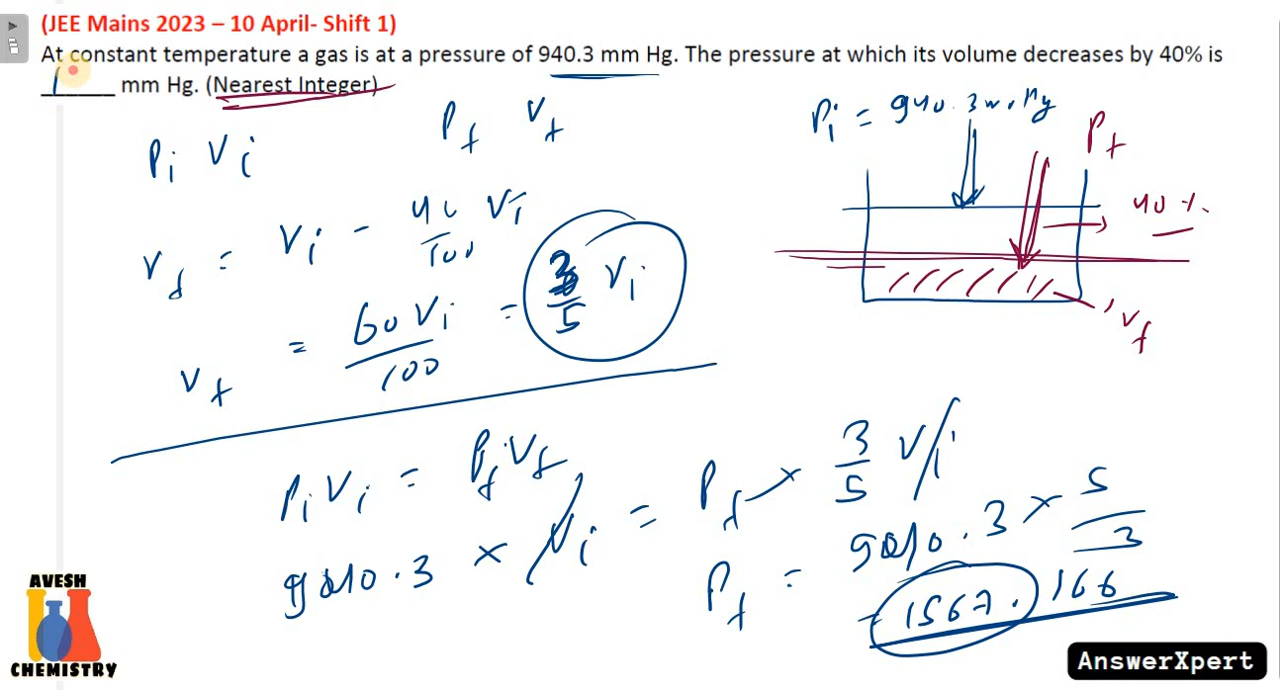 (JEE Mains 2023 – 10 April- Shift 1)
At constant temperature a gas is at a pressure of 940.3 mm Hg. The pressure at which its volume decreases by 40% is
______ mm Hg. (Nearest Integer)
Pi Vi
Pf Vf
Pi = 940.3 mm Hg
Pf
40 %
Vf
Vf = Vi - 40/100 Vi
Vf = 60 Vi/100 = 3/5 Vi
Pi Vi = Pf Vf
940.3 × Vi = Pf × 3/5 Vi
Pf = 940.3 × 5/3
= 1567.166
AVESH
CHEMISTRY
AnswerXpert